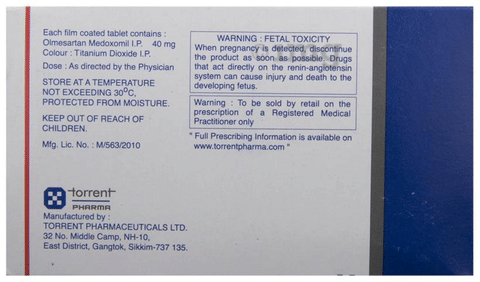 Each film coated tablet contains :
Olmesartan Medoxomil I.P. 40 mg
Colour : Titanium Dioxide I.P.
Dose : As directed by the Physician
STORE AT A TEMPERATURE
NOT EXCEEDING 30⁰C,
PROTECTED FROM MOISTURE.
KEEP OUT OF REACH OF
CHILDREN.
Mfg. Lic. No. : M/563/2010
torrent
PHARMA
Manufactured by :
TORRENT PHARMACEUTICALS LTD.
32 No. Middle Camp, NH-10,
East District, Gangtok, Sikkim-737 135.
WARNING : FETAL TOXICITY
When pregnancy is detected, discontinue
the product as soon as possible. Drugs
that act directly on the renin-angiotensin
system can cause injury and death to the
developing fetus.
Warning : To be sold by retail on the
prescription of a Registered Medical
Practitioner only
" Full Prescribing Information is available on
www.torrentpharma.com "